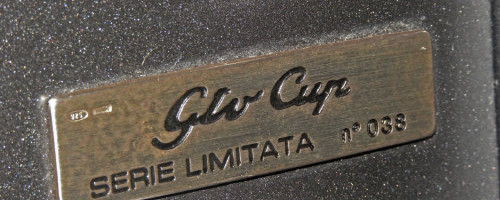 Gtv Cup
SERIE LIMITATA n° 038